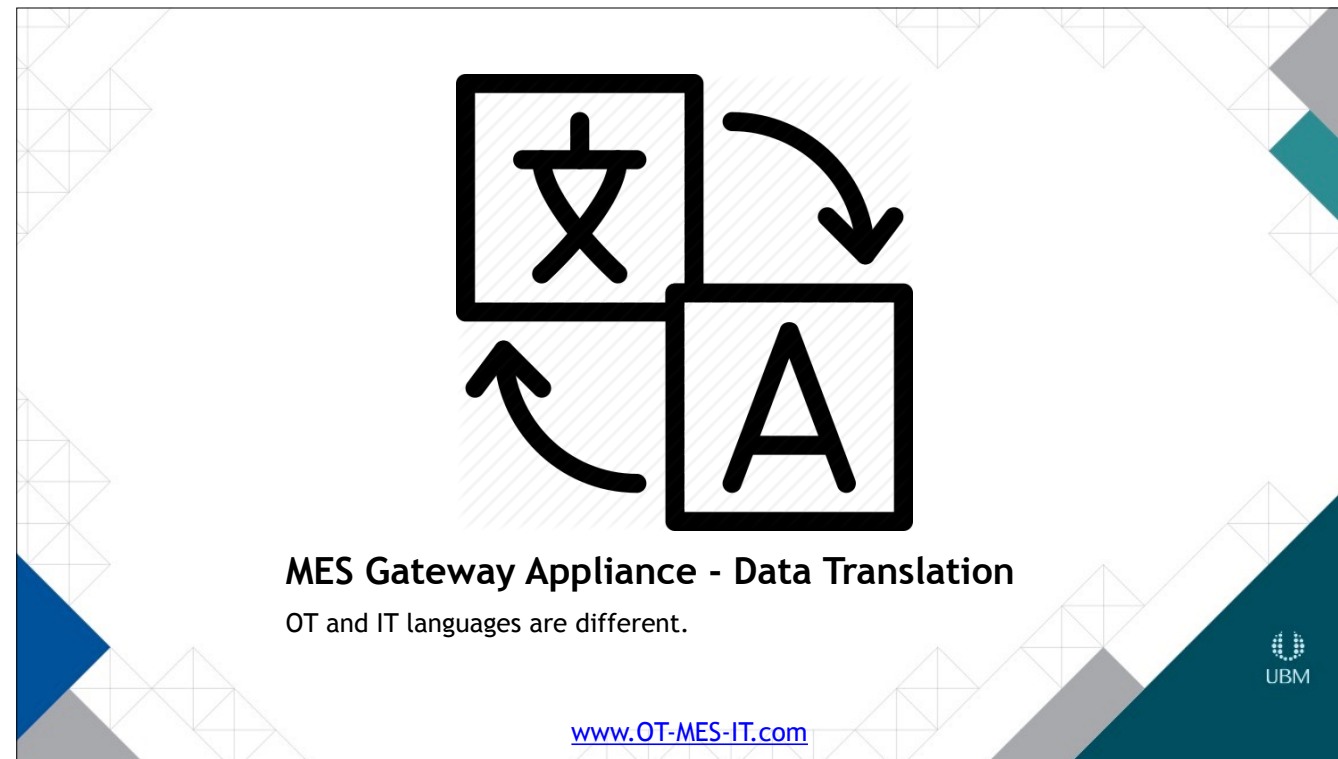 文
A
MES Gateway Appliance - Data Translation
OT and IT languages are different.
UBM
www.OT-MES-IT.com